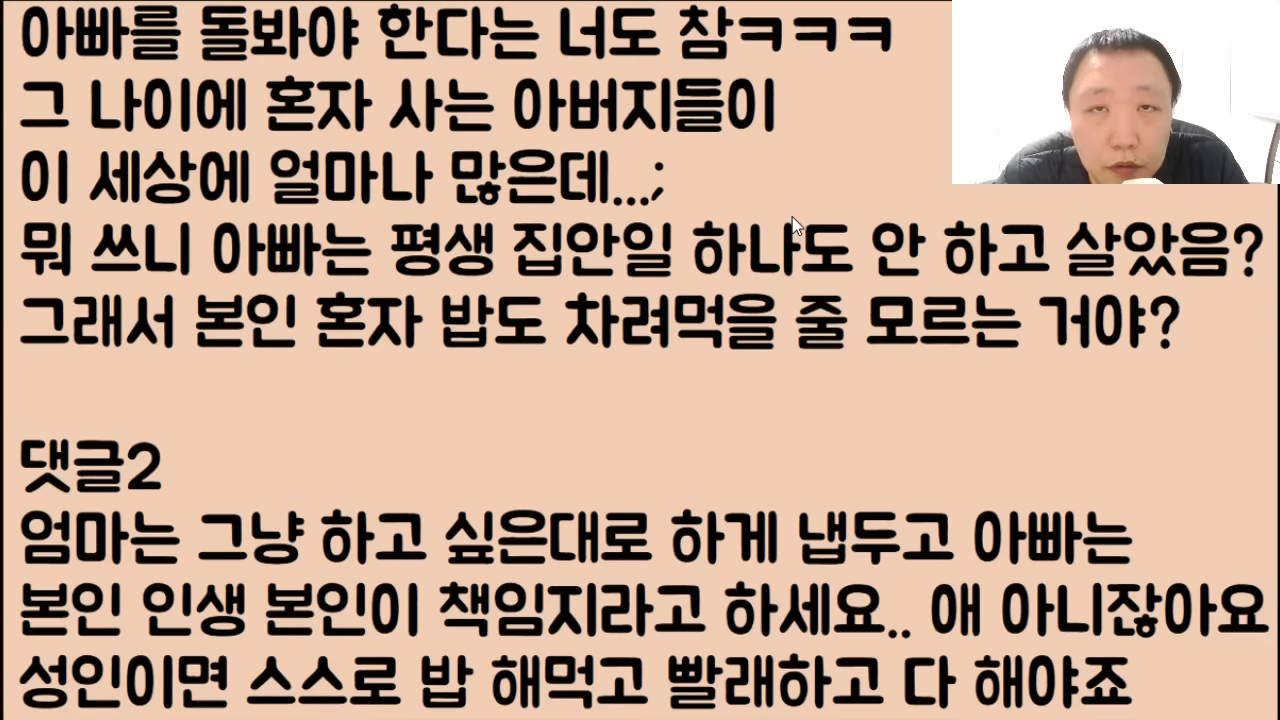 아빠를 돌봐야 한다는 너도 참ㅋㅋㅋ
그 나이에 혼자 사는 아버지들이
이 세상에 얼마나 많은데...;
뭐 쓰니 아빠는 평생 집안일 하나도 안 하고 살았음?
그래서 본인 혼자 밥도 차려먹을 줄 모르는 거야?
댓글2
엄마는 그냥 하고 싶은대로 하게 냅두고 아빠는
본인 인생 본인이 책임지라고 하세요.. 애 아니잖아요
성인이면 스스로 밥 해먹고 빨래하고 다 해야죠